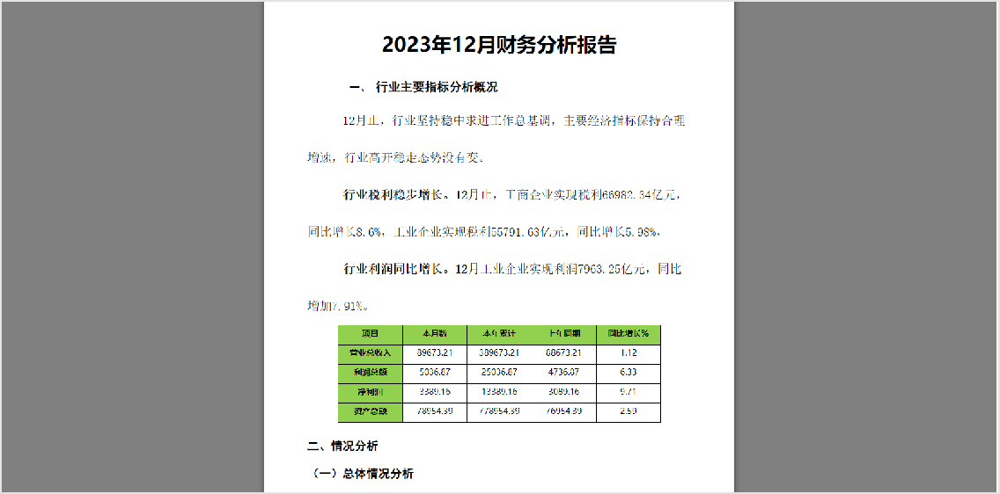 2023年12月财务分析报告
一、 行业主要指标分析概况
12月止，行业坚持稳中求进工作总基调，主要经济指标保持合理
增速，行业高开稳走态势没有变。
行业税利稳步增长。12月止，工商企业实现税利66982.34亿元，
同比增长8.6%，工业企业实现税利55791.63亿元，同比增长5.98%。
行业利润同比增长。12月工业企业实现利润7963.25亿元，同比
增加7.91%。
项目 本月数 本年累计 上年同期 同比增长%
营业总收入 89673.21 389673.21 88673.21 1.12
利润总额 5036.87 25036.87 4736.87 6.33
净利润 3389.16 13389.16 3089.16 9.71
资产总额 78954.39 778954.39 76954.39 2.59
二、情况分析
（一）总体情况分析